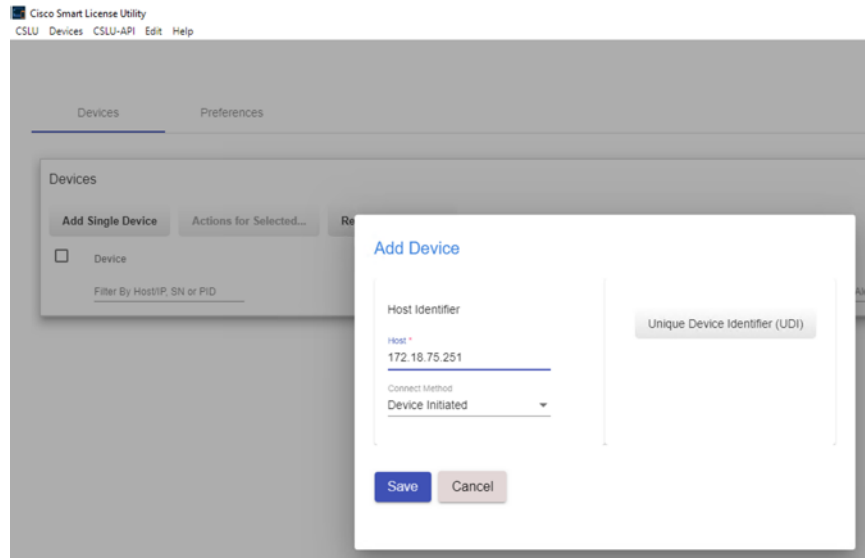 Cisco Smart License Utility
CSLU Devices CSLU-API Edit Help
Devices Preferences
Devices
Add Single Device Actions for Selected... Re
Device
Filter By Host/IP, SN or PID
Add Device
Host Identifier
Unique Device Identifier (UDI)
Host *
172.18.75.251
Connect Method
Device Initiated
Save Cancel